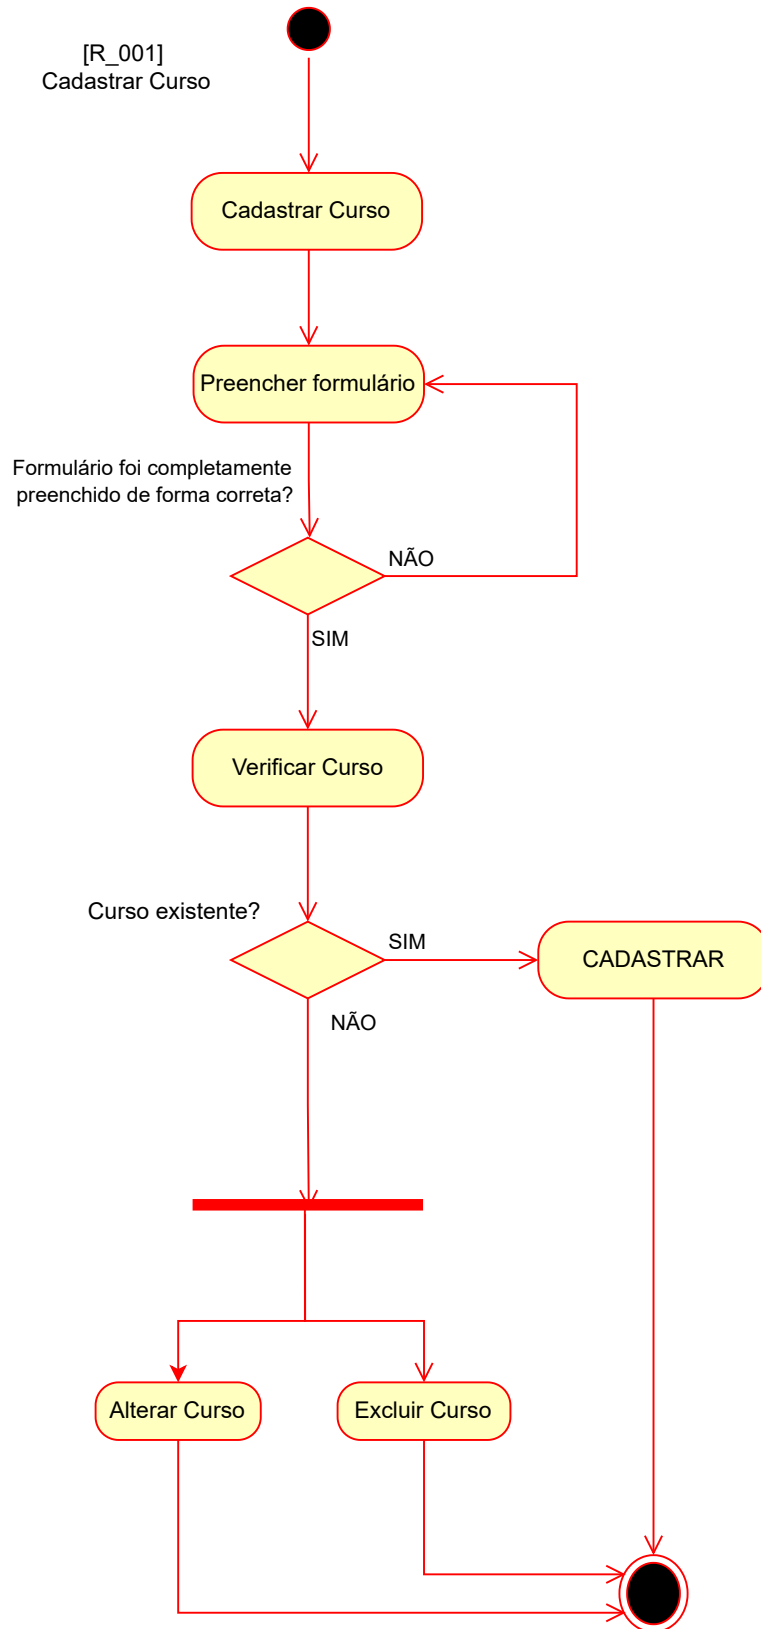 [R_001]
Cadastrar Curso
Cadastrar Curso
Preencher formulário
Formulário foi completamente
preenchido de forma correta?
NÃO
SIM
Verificar Curso
Curso existente?
SIM
CADASTRAR
NÃO
Alterar Curso
Excluir Curso